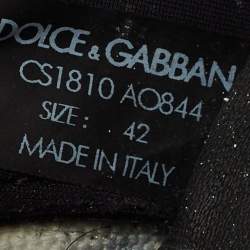 DOLCE & GABBAN
CS1810 AO844
SIZE: 42
MADE IN ITALY